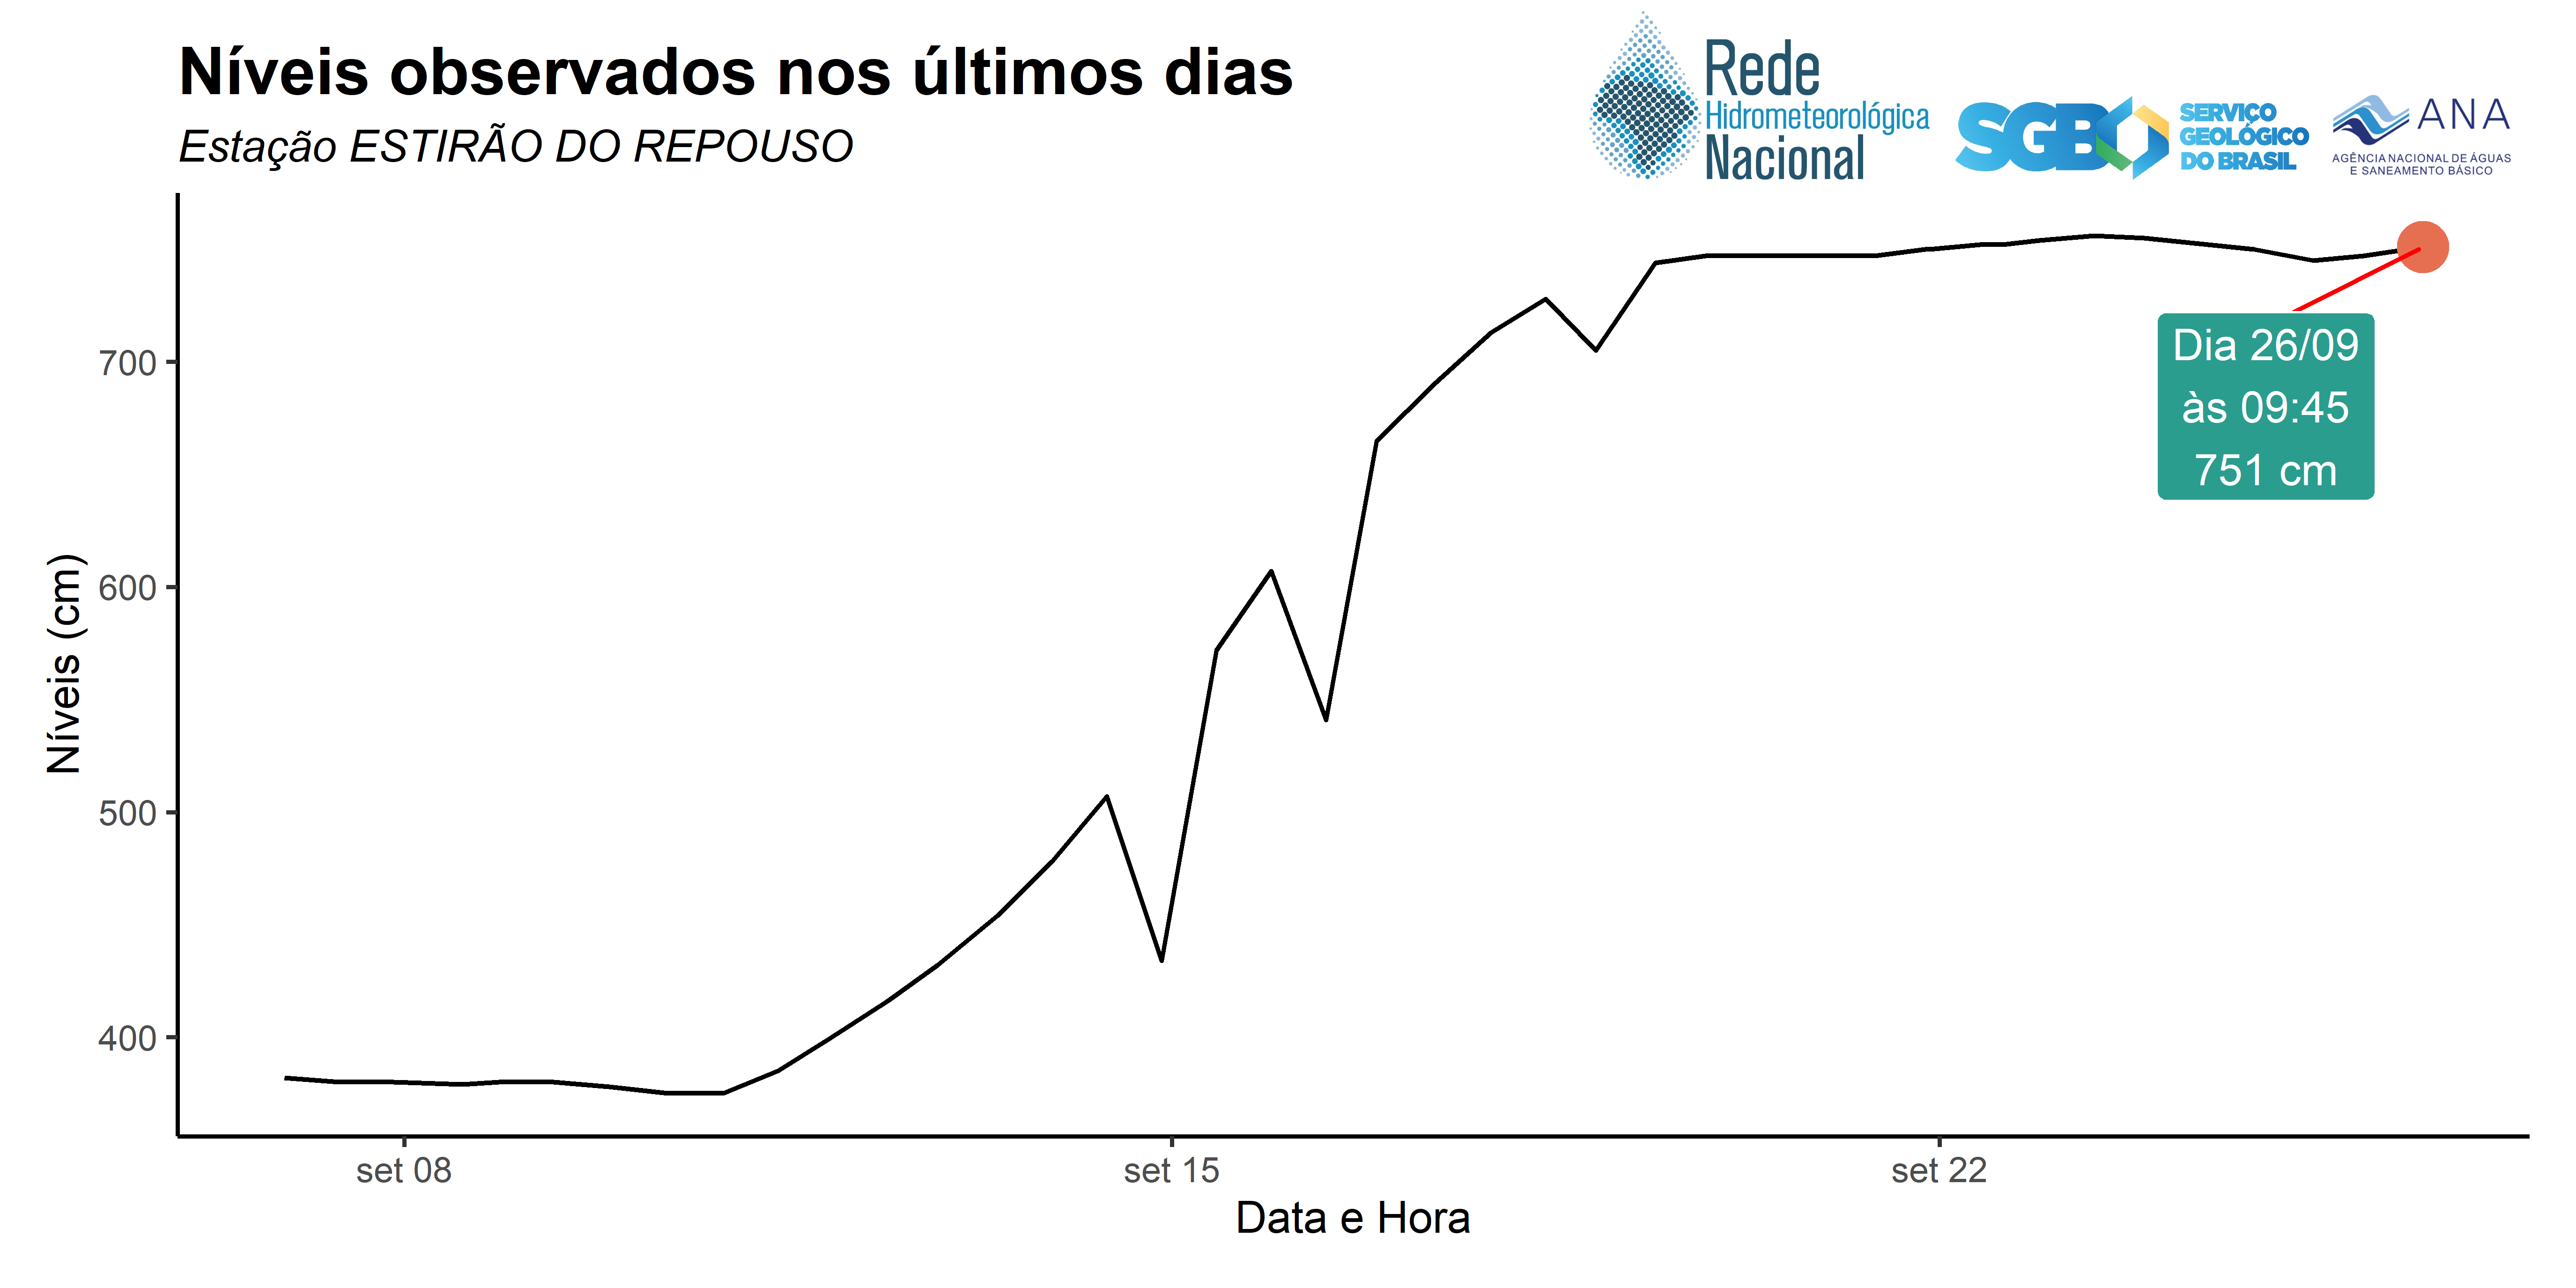 Níveis observados nos últimos dias
Estação ESTIRÃO DO REPOUSO
Rede
Hidrometeorológica
Nacional
SGB
SERVIÇO
GEOLÓGICO
DO BRASIL
ANA
AGÊNCIA NACIONAL DE ÁGUAS
E SANEAMENTO BÁSICO
Níveis (cm)
700
600
500
400
Dia 26/09
às 09:45
751 cm
set 08
set 15
set 22
Data e Hora